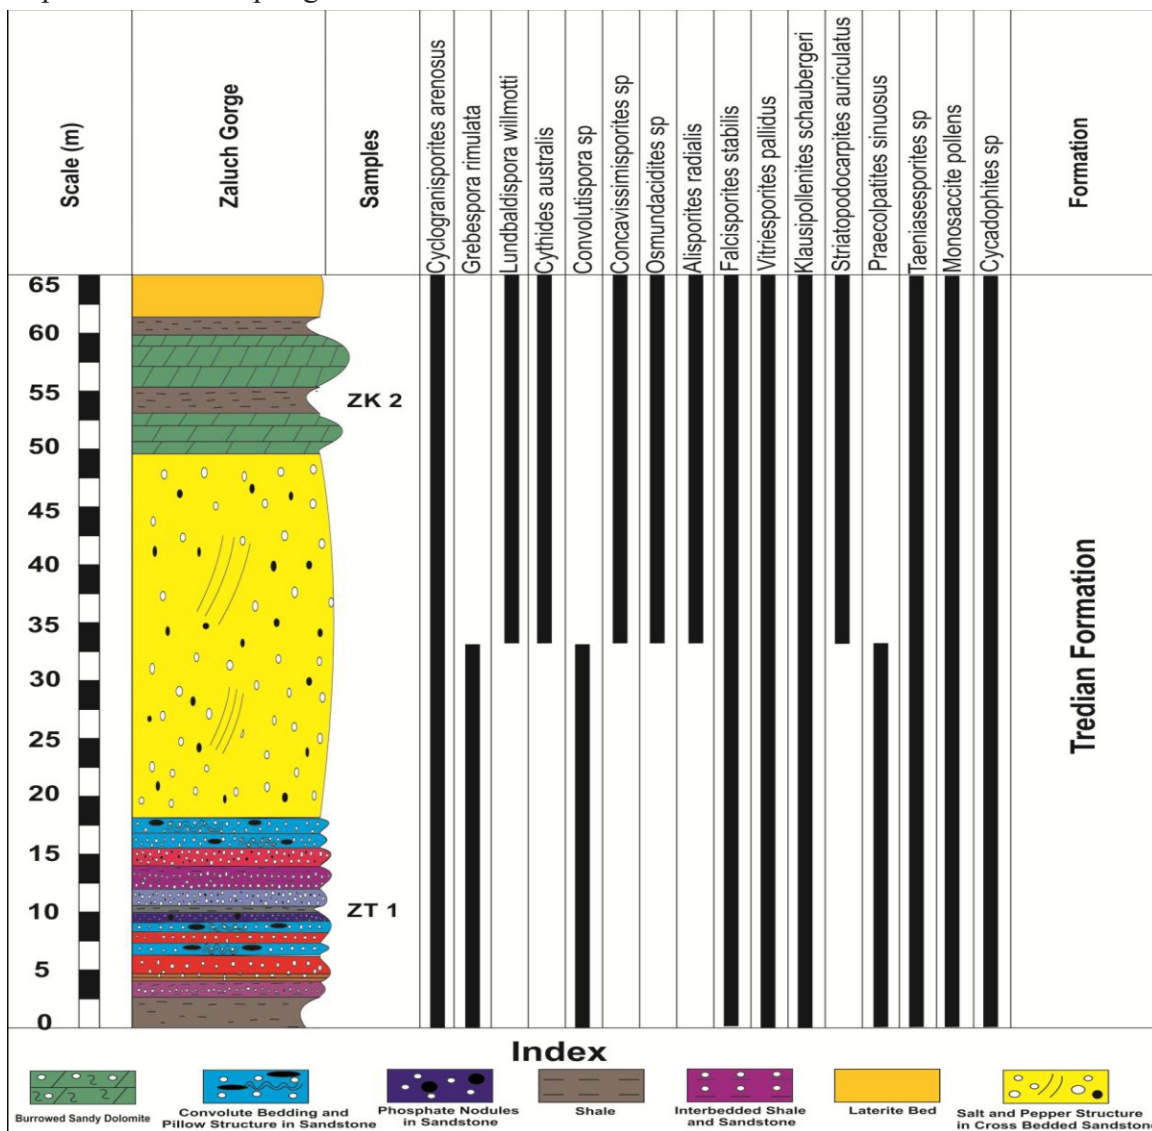 Scale (m)
Zaluch Gorge
Samples
Cyclogranisporites arenosus
Grebespora rimulata
Lundbaldispora willmotti
Cythides australis
Convolutispora sp
Concavissimisporites sp
Osmundacidites sp
Alisporites radialis
Falcisporites stabilis
Vitriesporites pallidus
Klausipollenites schaubergeri
Striatopodocarpites auriculatus
Praecolpatites sinuosus
Taeniasesporites sp
Monosaccite pollens
Cycadophites sp
Formation
65
60
55
50
45
40
35
30
25
20
15
10
5
0
ZK 2
ZT 1
Tredian Formation
Index
Burrowed Sandy Dolomite
Convolute Bedding and
Pillow Structure in Sandstone
Phosphate Nodules
in Sandstone
Shale
Interbedded Shale
and Sandstone
Laterite Bed
Salt and Pepper Structure
in Cross Bedded Sandstone